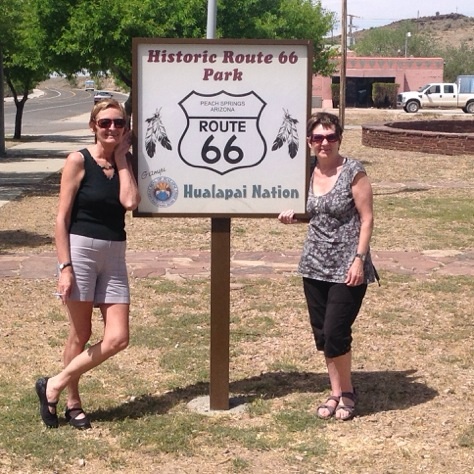 Historic Route 66
Park
PEACH SPRINGS
ARIZONA
ROUTE
66
Hualapai Nation